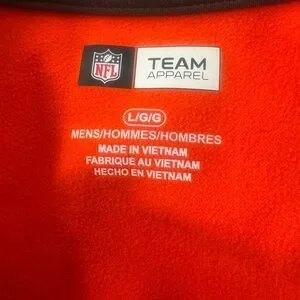 NFL
TEAM
APPAREL
L/G/G
MENS/HOMMES/HOMBRES
MADE IN VIETNAM
FABRIQUE AU VIETNAM
HECHO EN VIETNAM